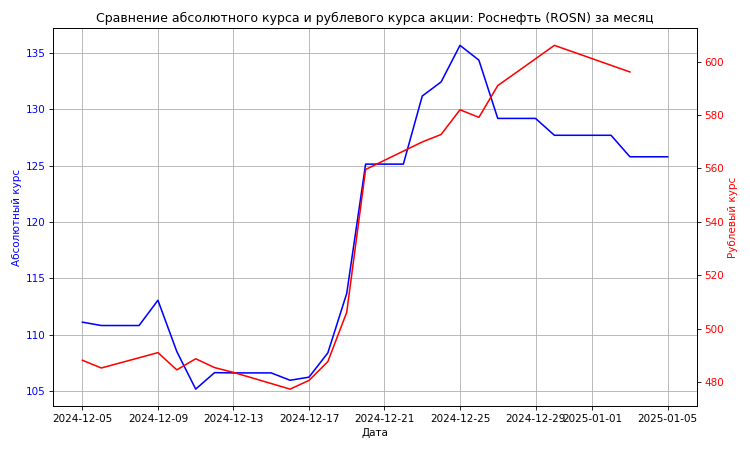 Сравнение абсолютного курса и рублевого курса акции: Роснефть (ROSN) за месяц
135
130
125
120
115
110
105
Абсолютный курс
600
580
560
540
520
500
480
Рублевый курс
2024-12-05 2024-12-09 2024-12-13 2024-12-17 2024-12-21 2024-12-25 2024-12-29 2025-01-01 2025-01-05
Дата